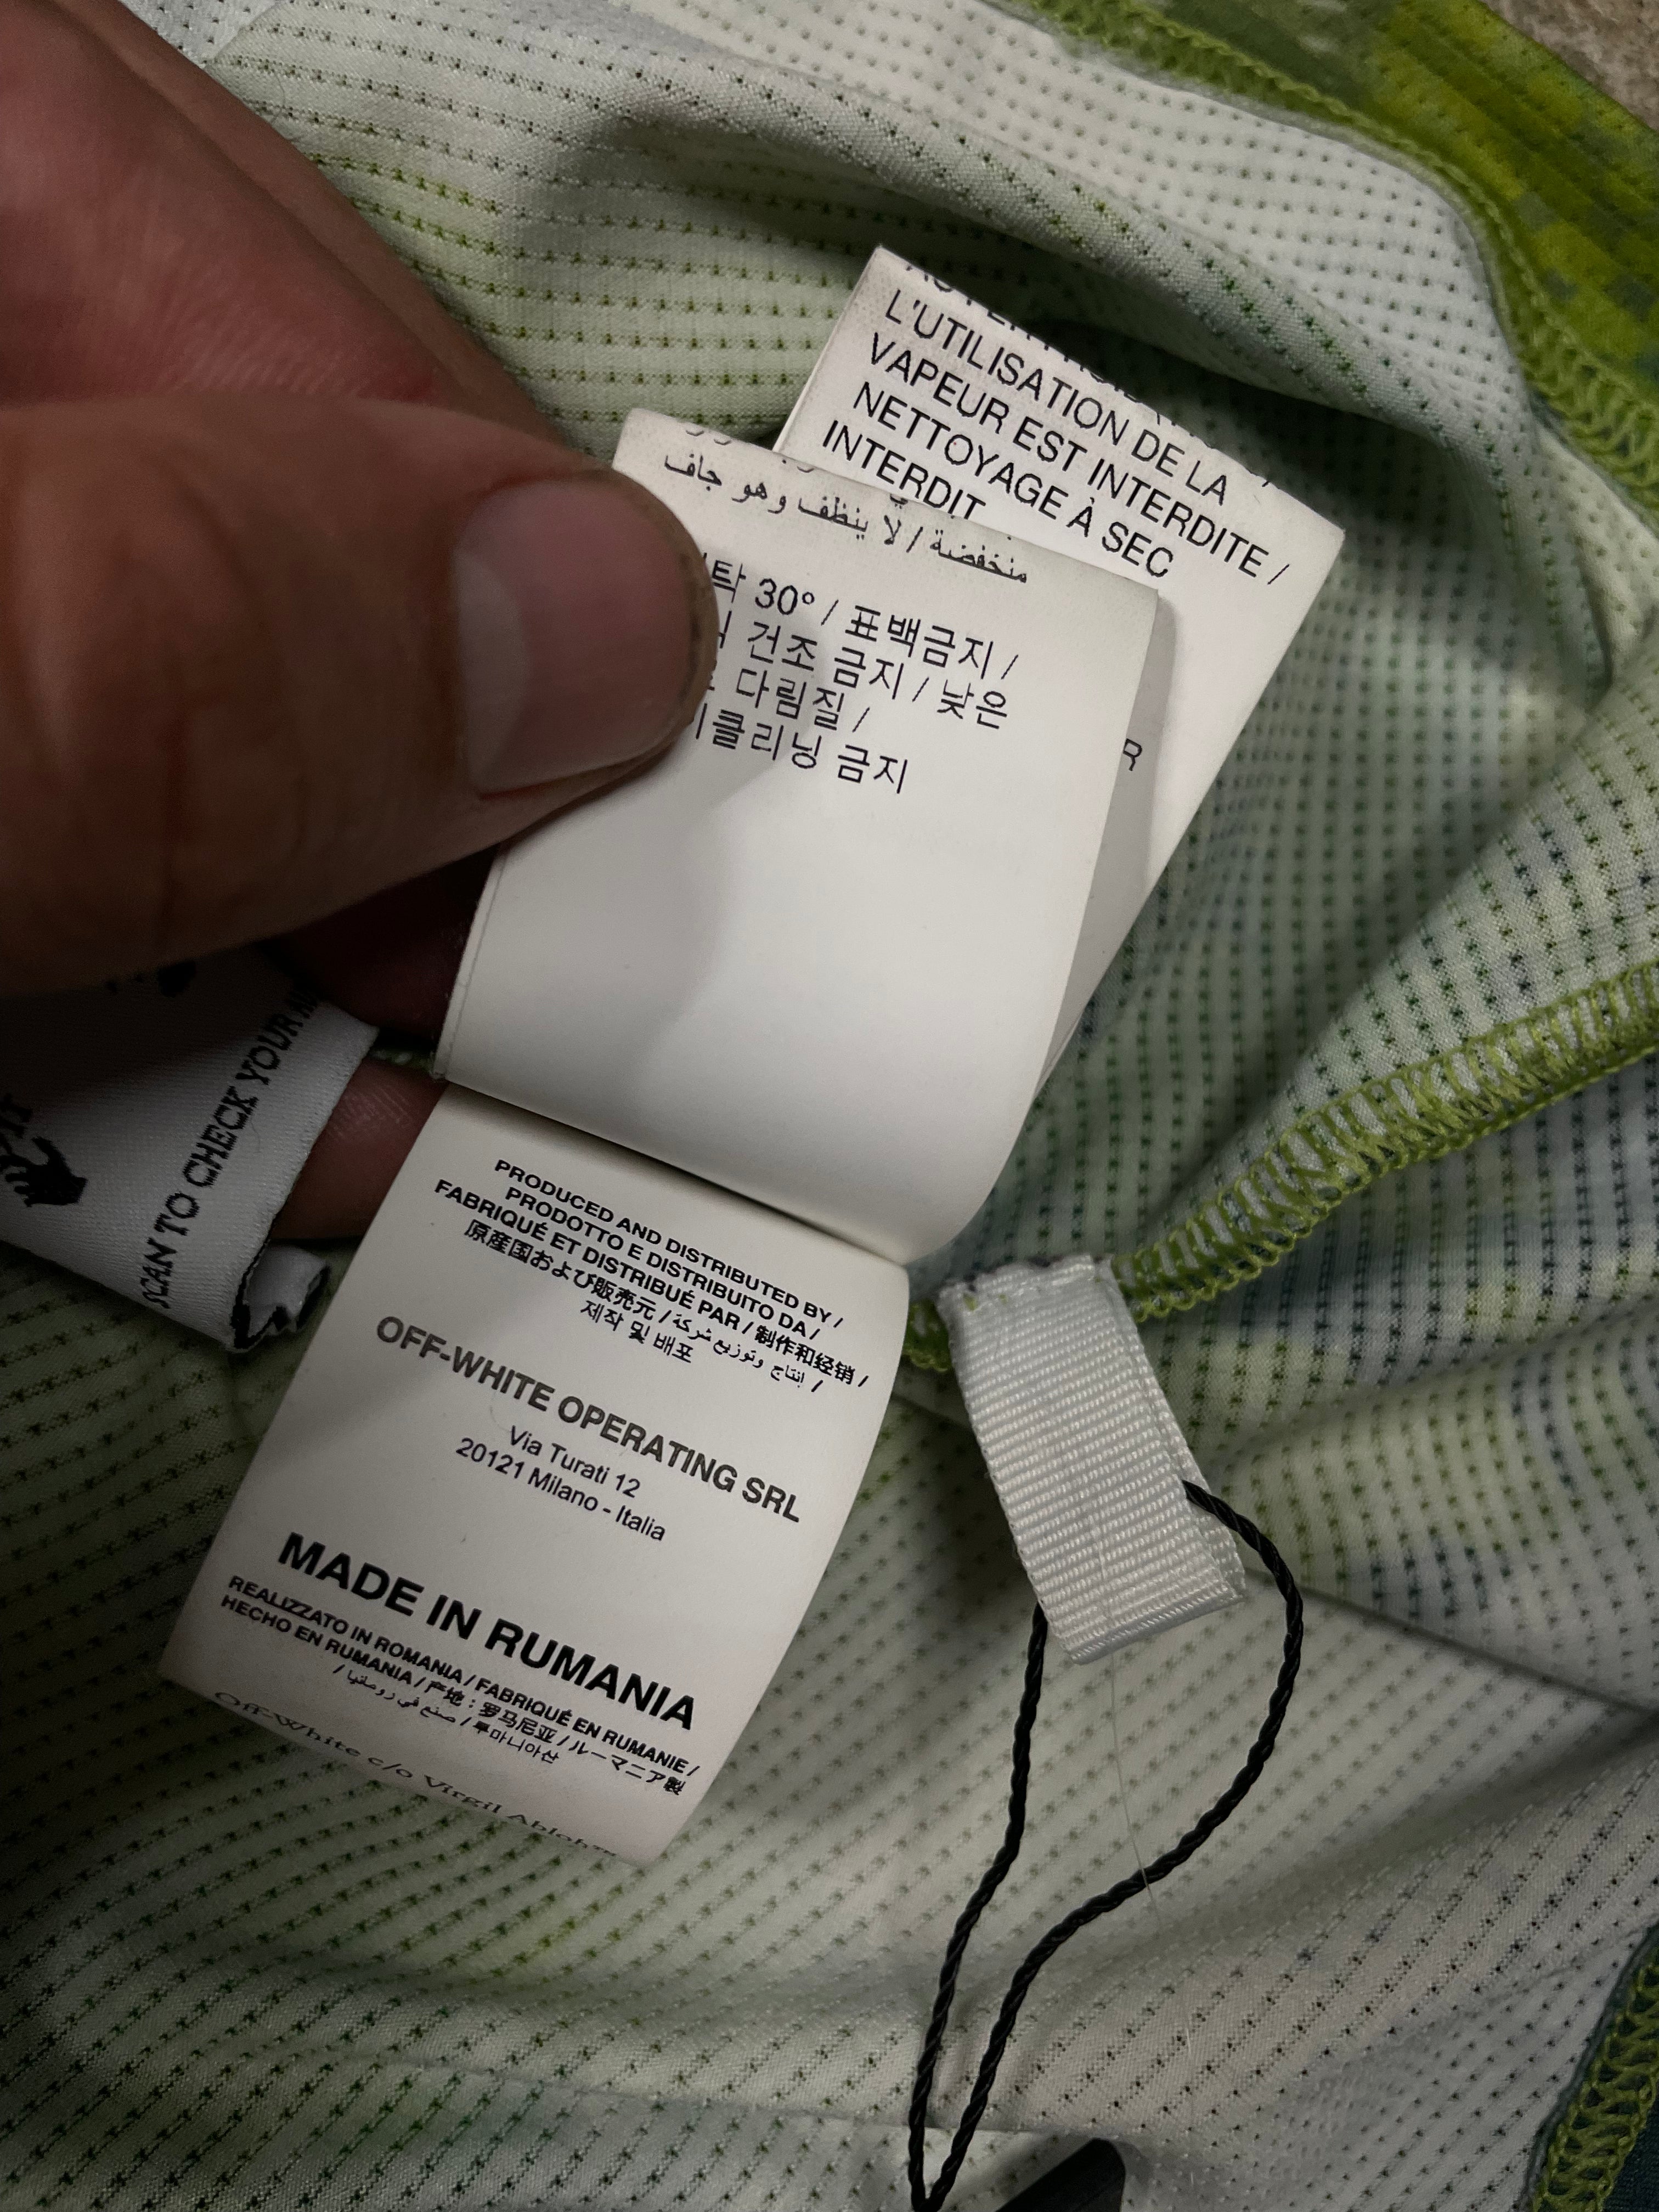 L'UTILISATION DE LA
VAPEUR EST INTERDITE /
NETTOYAGE À SEC
INTERDIT
منخفضة / لا ينظف وهو جاف
탁 30° / 표백금지 /
건조 금지 / 낮은
다림질 /
클리닝 금지
R
SCAN TO CHECK YOUR
PRODUCED AND DISTRIBUTED BY /
PRODOTTO E DISTRIBUITO DA /
FABRIQUÉ ET DISTRIBUÉ PAR / 制作和经销 /
原産国および販売元 / إنتاج وتوزيع شركة /
제작 및 배포
OFF-WHITE OPERATING SRL
Via Turati 12
20121 Milano - Italia
MADE IN RUMANIA
REALIZZATO IN ROMANIA / FABRIQUÉ EN RUMANIE /
HECHO EN RUMANIA / 产地：罗马尼亚 / ルーマニア製
/ صنع في رومانيا / 루마니아산
Off-White c/o Virgil Abloh